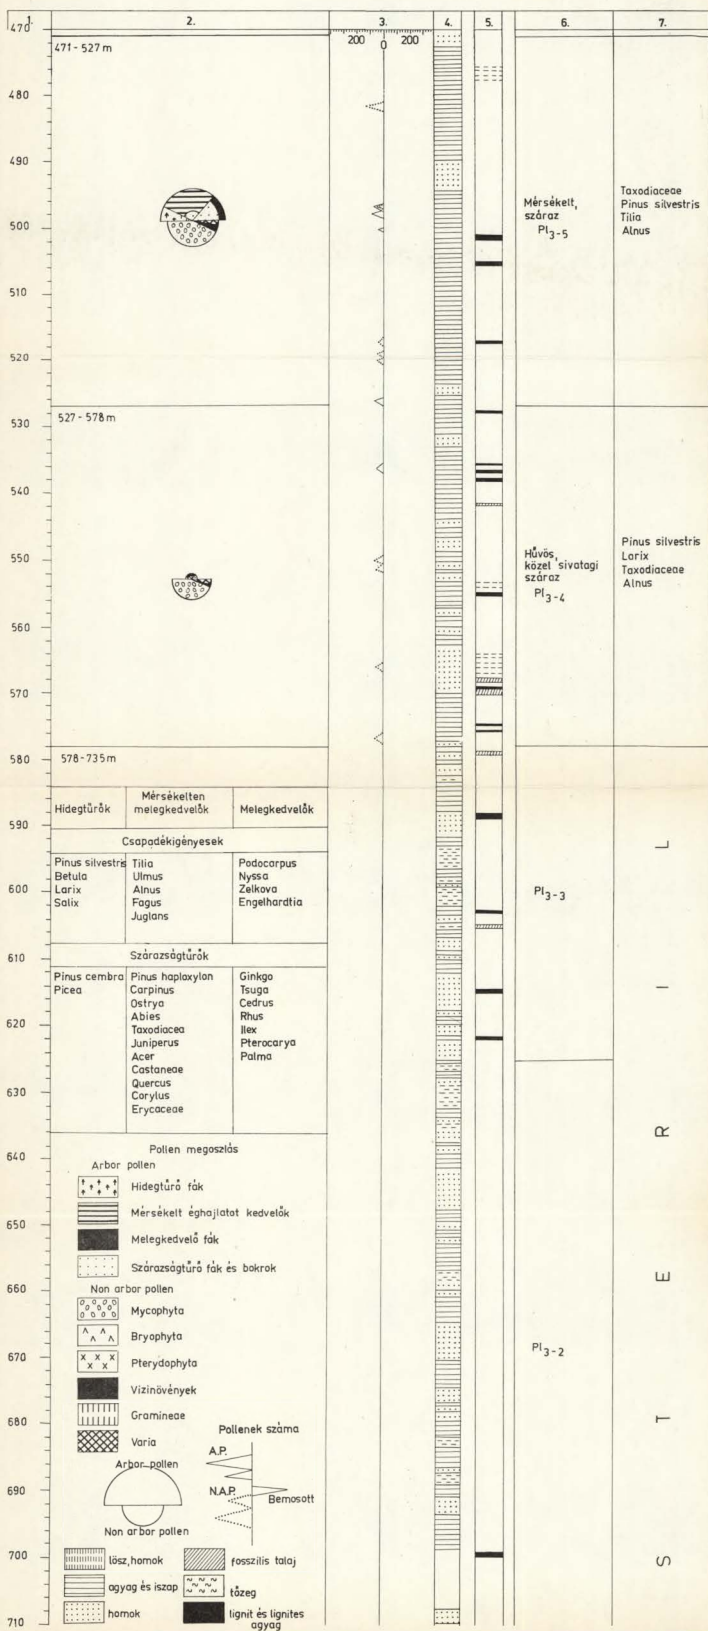 1. 2. 3. 4. 5. 6. 7.
470
200 0 200
471-527 m
480
490
Mérsékelt,
száraz
Pl3-5
Taxodiaceae
Pinus silvestris
Tilia
Alnus
500
510
520
527-578 m
530
540
Hűvös,
közel sivatagi
száraz
Pl3-4
Pinus silvestris
Larix
Taxodiaceae
Alnus
550
560
570
578-735 m
580
Hidegtűrők
Mérsékelten
melegkedvelők
Melegkedvelők
590
Csapadékigényesek
Pinus silvestris Tilia Podocarpus
Betula Ulmus Nyssa
Larix Alnus Zelkova
Salix Fagus Engelhardtia
Juglans
600
Pl3-3
Szárazságtűrők
610
Pinus cembra Pinus haploxylon Ginkgo
Picea Carpinus Tsuga
Ostrya Cedrus
Abies Rhus
Taxodiacea Ilex
Juniperus Pterocarya
Acer Palma
Castaneae
Quercus
Corylus
Erycaceae
620
630
Pollen megoszlás
640
Arbor pollen
Hidegtűrő fák
Mérsékelt éghajlatot kedvelők
650
Melegkedvelő fák
Szárazságtűrő fák és bokrok
660
Non arbor pollen
Mycophyta
Bryophyta
Pl3-2
670
Pterydophyta
Vizinövények
Gramineae
680
Varia
Pollenek száma
Arbor pollen
A.P.
N.A.P.
Bemosott
690
Non arbor pollen
700
lösz, homok
fosszilis talaj
agyag és iszap
tőzeg
homok
lignit és lignites
agyag
710
L
I
R
E
T
S